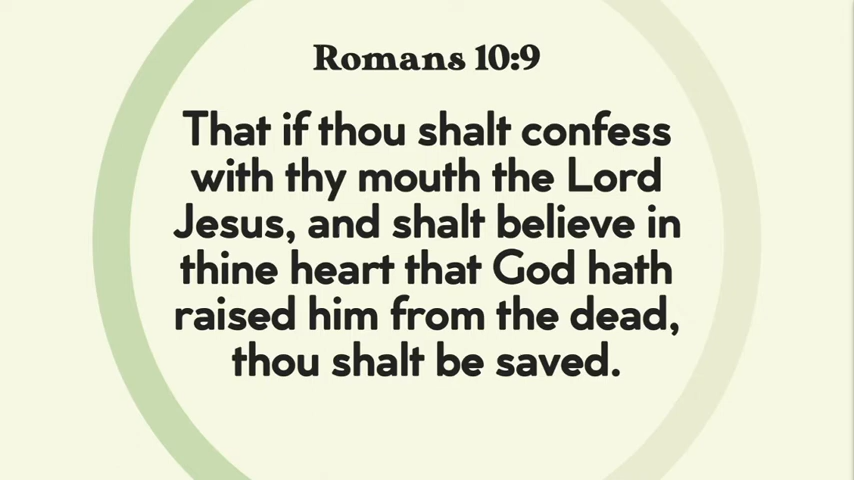 Romans 10:9
That if thou shalt confess
with thy mouth the Lord
Jesus, and shalt believe in
thine heart that God hath
raised him from the dead,
thou shalt be saved.